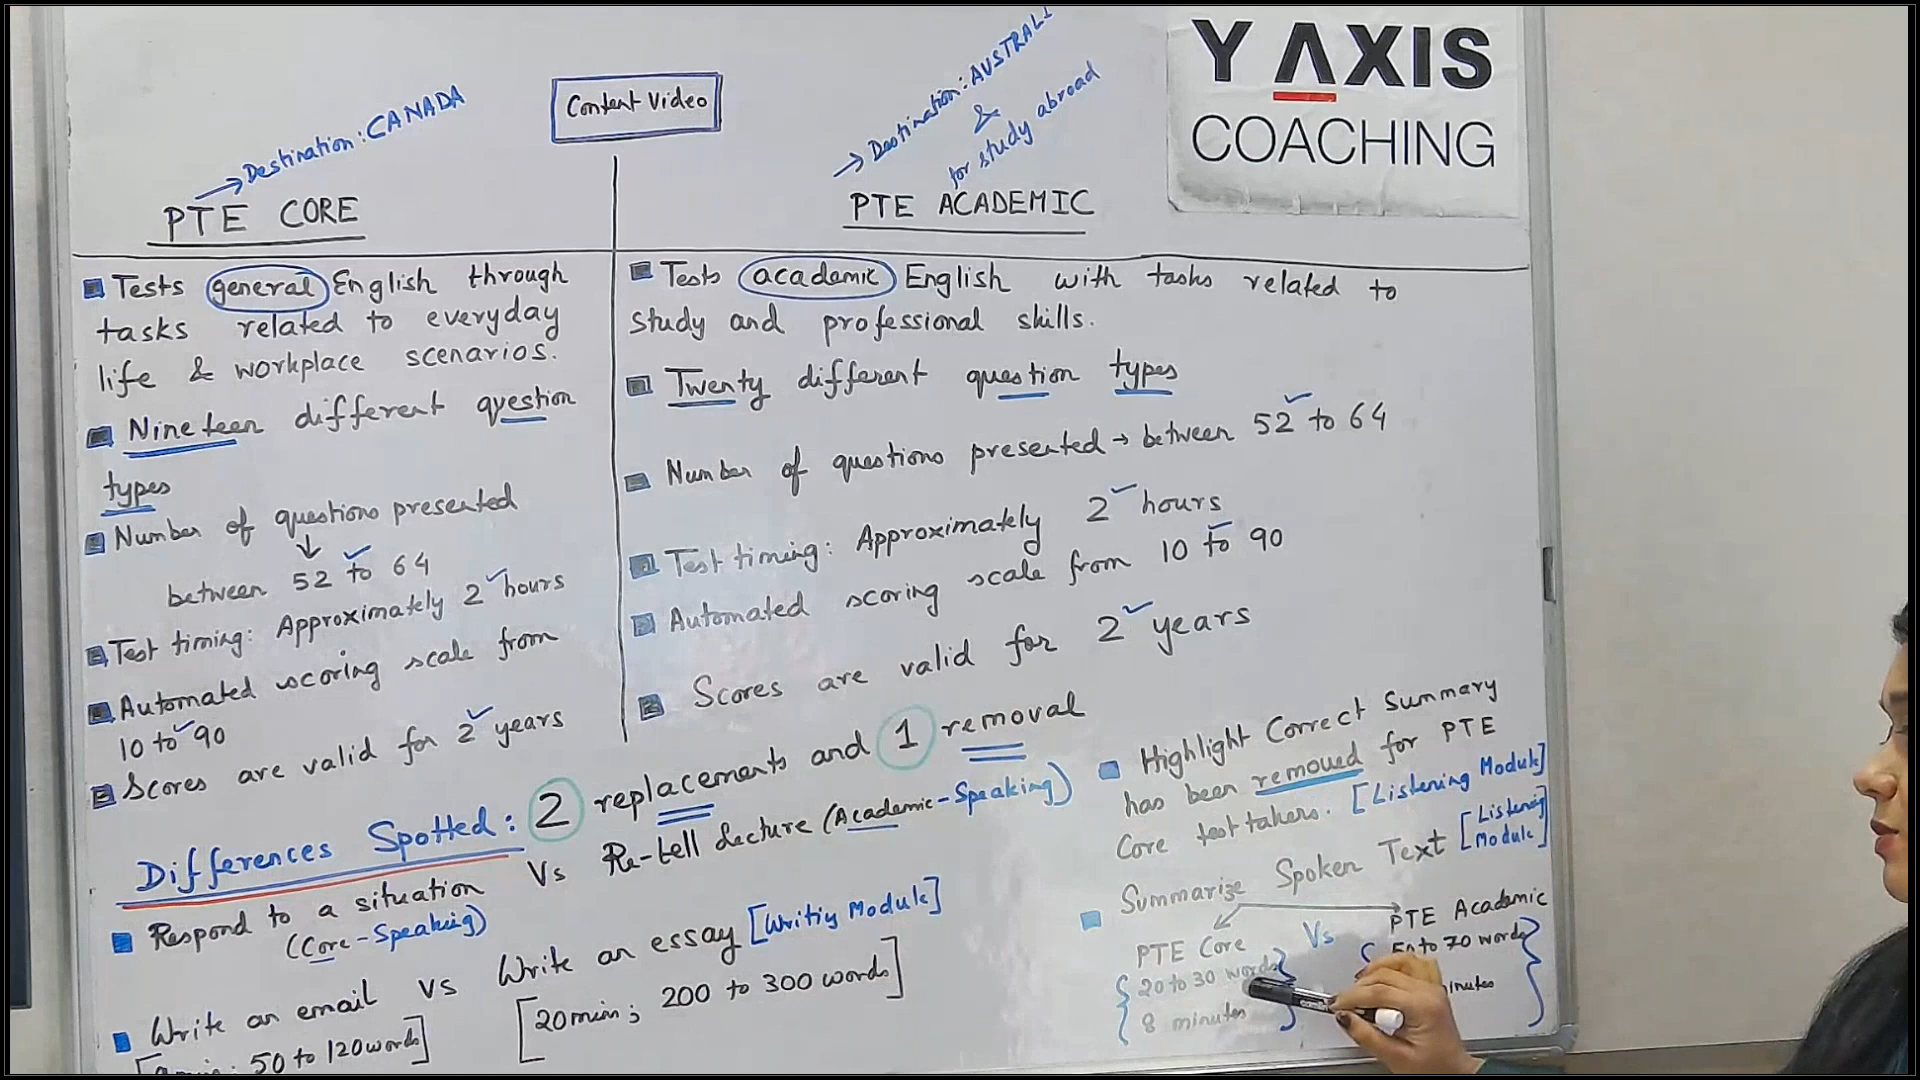 Y AXIS
COACHING
Content Video
→ Destination: CANADA
PTE CORE
→ Destination: AUSTRALI
&
for study abroad
PTE ACADEMIC
Tests general English through
tasks related to everyday
life & workplace scenarios.
Nineteen different question
types
Number of questions presented
↓
between 52 to 64
Test timing: Approximately 2 hours
Automated scoring scale from
10 to 90
Scores are valid for 2 years
Tests academic English with tasks related to
study and professional skills.
Twenty different question types
Number of questions presented → between 52 to 64
Test timing: Approximately 2 hours
Automated scoring scale from 10 to 90
Scores are valid for 2 years
Differences Spotted: 2 replacements and 1 removal
Respond to a situation Vs Re-tell Lecture (Academic-Speaking)
(Core-Speaking)
Write an email VS Write an essay [Writing Module]
50 to 120 words] [20 min; 200 to 300 words]
Highlight Correct Summary
has been removed for PTE
Core test takers. [Listening Module]
Summarize Spoken Text [Listening Module]
PTE Core Vs PTE Academic
{20 to 30 words} to 70 words}
8 minutes